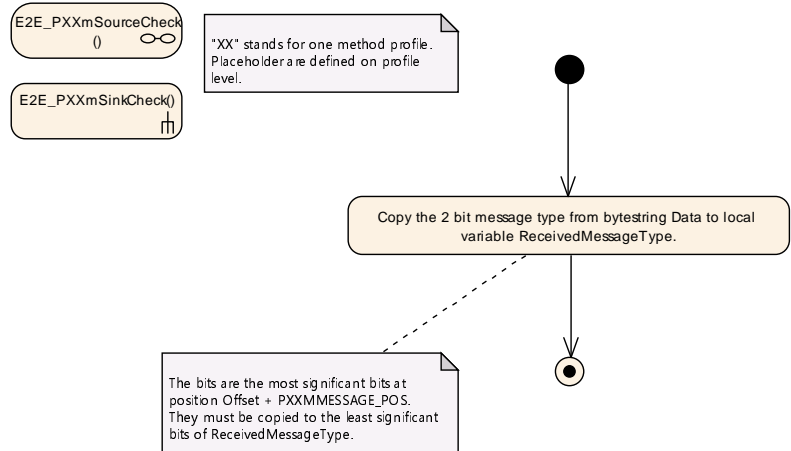 E2E_PXXmSourceCheck
()
"XX" stands for one method profile.
Placeholder are defined on profile
level.
E2E_PXXmSinkCheck()
Copy the 2 bit message type from bytestring Data to local
variable ReceivedMessageType.
The bits are the most significant bits at
position Offset + PXXMMESSAGE_POS.
They must be copied to the least significant
bits of ReceivedMessageType.